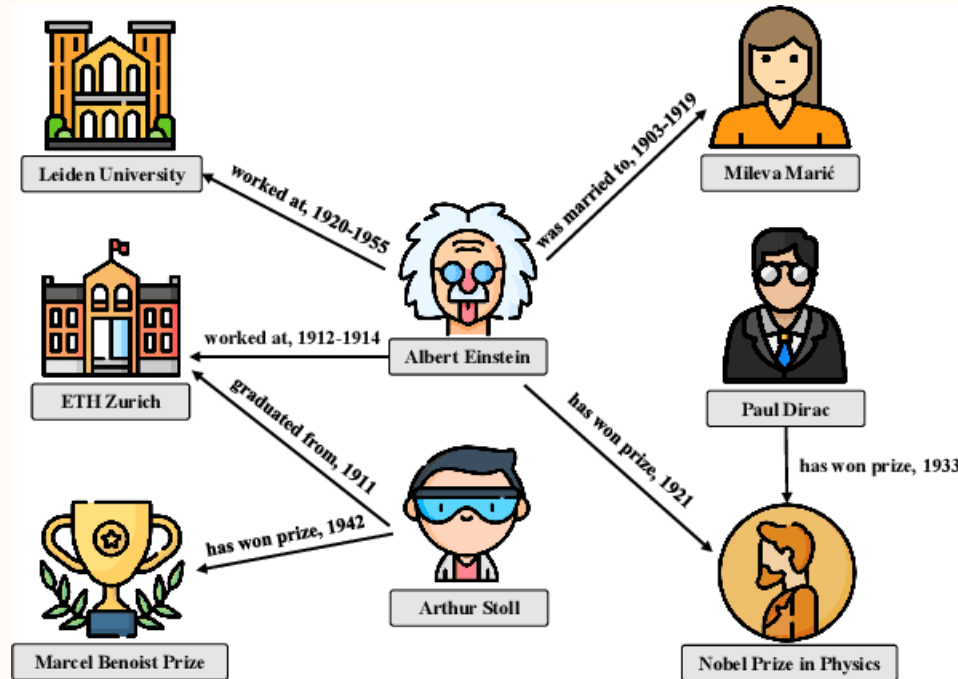 Leiden University
Mileva Marić
worked at, 1920-1955
was married to, 1903-1919
worked at, 1912-1914
Albert Einstein
ETH Zurich
Paul Dirac
graduated from, 1911
has won prize, 1921
has won prize, 1933
has won prize, 1942
Arthur Stoll
Marcel Benoist Prize
Nobel Prize in Physics